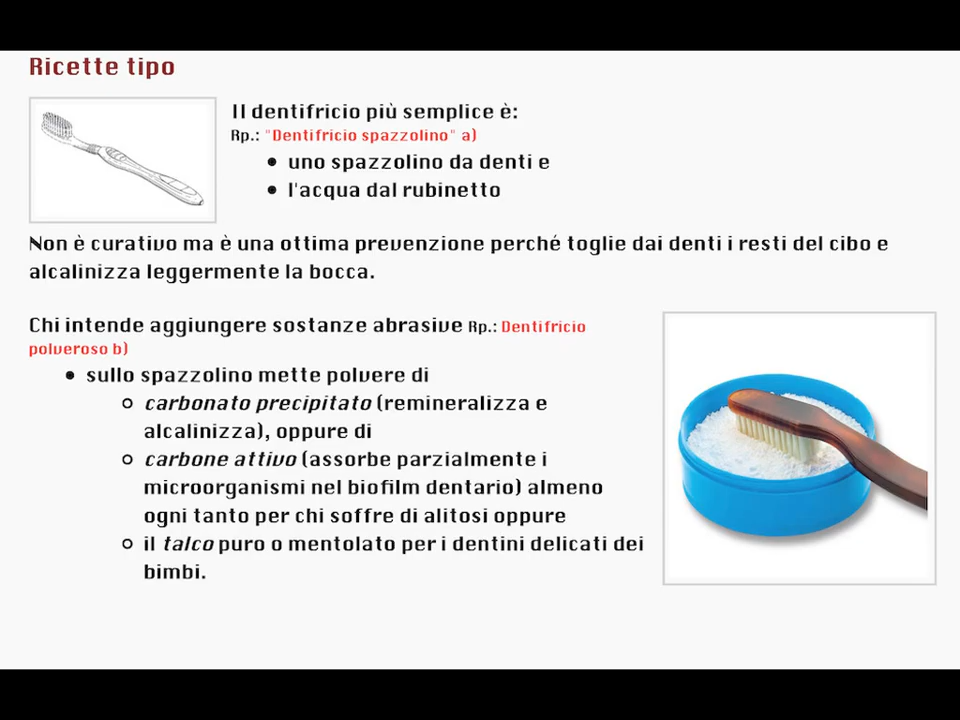 Ricette tipo
Il dentifricio più semplice è:
Rp.: "Dentifricio spazzolino" a)
• uno spazzolino da denti e
• l'acqua dal rubinetto
Non è curativo ma è una ottima prevenzione perché toglie dai denti i resti del cibo e
alcalinizza leggermente la bocca.
Chi intende aggiungere sostanze abrasive Rp.: Dentifricio
polveroso b)
• sullo spazzolino mette polvere di
o carbonato precipitato (remineralizza e
alcalinizza), oppure di
o carbone attivo (assorbe parzialmente i
microorganismi nel biofilm dentario) almeno
ogni tanto per chi soffre di alitosi oppure
o il talco puro o mentolato per i dentini delicati dei
bimbi.